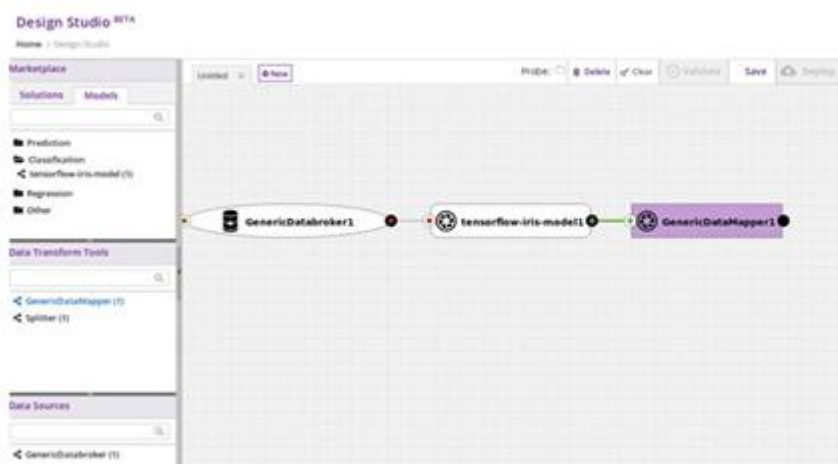 Design Studio BETA
Home / Design Studio
Marketplace
Solutions Models
Prediction
Classification
tensorflow-iris-model (1)
Regression
Other
Data Transform Tools
GenericDataMapper (1)
Splitter (1)
Data Sources
GenericDatabroker (1)
Untitled × New
Probe: Delete Clear Validate Save Deploy
GenericDatabroker1 tensorflow-iris-model1 GenericDataMapper1